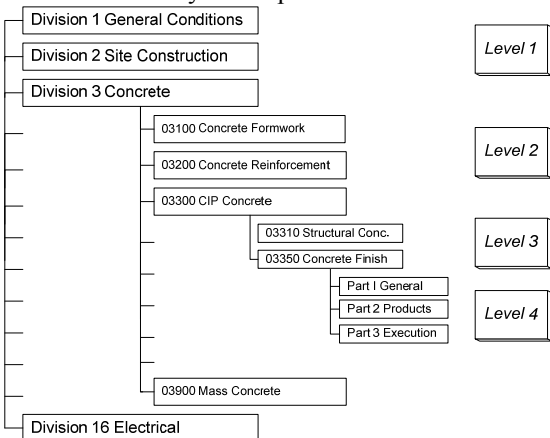 Division 1 General Conditions
Level 1
Division 2 Site Construction
Division 3 Concrete
03100 Concrete Formwork
Level 2
03200 Concrete Reinforcement
03300 CIP Concrete
03310 Structural Conc.
Level 3
03350 Concrete Finish
Part I General
Part 2 Products
Level 4
Part 3 Execution
03900 Mass Concrete
Division 16 Electrical